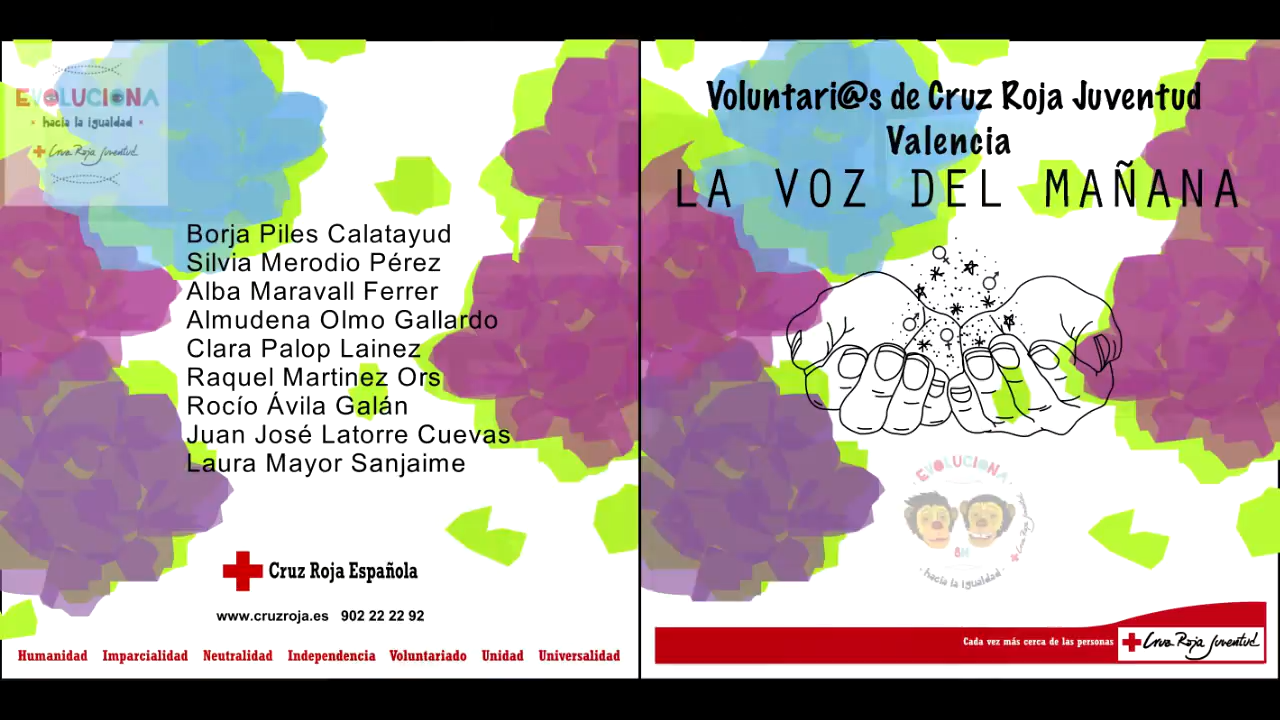 EVOLUCIONA
hacia la igualdad
Cruz Roja Juventud
Borja Piles Calatayud
Silvia Merodio Pérez
Alba Maravall Ferrer
Almudena Olmo Gallardo
Clara Palop Lainez
Raquel Martinez Ors
Rocío Ávila Galán
Juan José Latorre Cuevas
Laura Mayor Sanjaime
Cruz Roja Española
www.cruzroja.es 902 22 22 92
Humanidad Imparcialidad Neutralidad Independencia Voluntariado Unidad Universalidad
Voluntari@s de Cruz Roja Juventud
Valencia
LA VOZ DEL MAÑANA
EVOLUCIONA
8M
Cruz Roja Juventud
hacia la igualdad
Cada vez más cerca de las personas
Cruz Roja Juventud